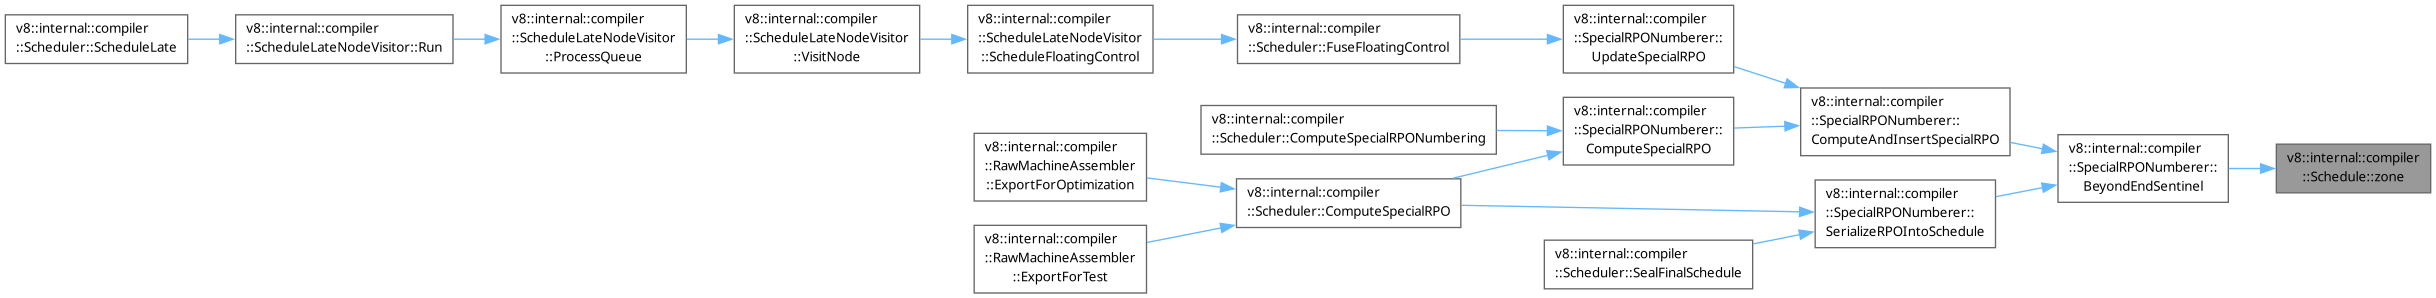 v8::internal::compiler
::Scheduler::ScheduleLate
v8::internal::compiler
::ScheduleLateNodeVisitor::Run
v8::internal::compiler
::ScheduleLateNodeVisitor
::ProcessQueue
v8::internal::compiler
::ScheduleLateNodeVisitor
::VisitNode
v8::internal::compiler
::ScheduleLateNodeVisitor
::ScheduleFloatingControl
v8::internal::compiler
::Scheduler::FuseFloatingControl
v8::internal::compiler
::SpecialRPONumberer::
UpdateSpecialRPO
v8::internal::compiler
::Scheduler::ComputeSpecialRPONumbering
v8::internal::compiler
::SpecialRPONumberer::
ComputeSpecialRPO
v8::internal::compiler
::SpecialRPONumberer::
ComputeAndInsertSpecialRPO
v8::internal::compiler
::RawMachineAssembler
::ExportForOptimization
v8::internal::compiler
::Scheduler::ComputeSpecialRPO
v8::internal::compiler
::SpecialRPONumberer::
SerializeRPOIntoSchedule
v8::internal::compiler
::SpecialRPONumberer::
BeyondEndSentinel
v8::internal::compiler
::Schedule::zone
v8::internal::compiler
::RawMachineAssembler
::ExportForTest
v8::internal::compiler
::Scheduler::SealFinalSchedule